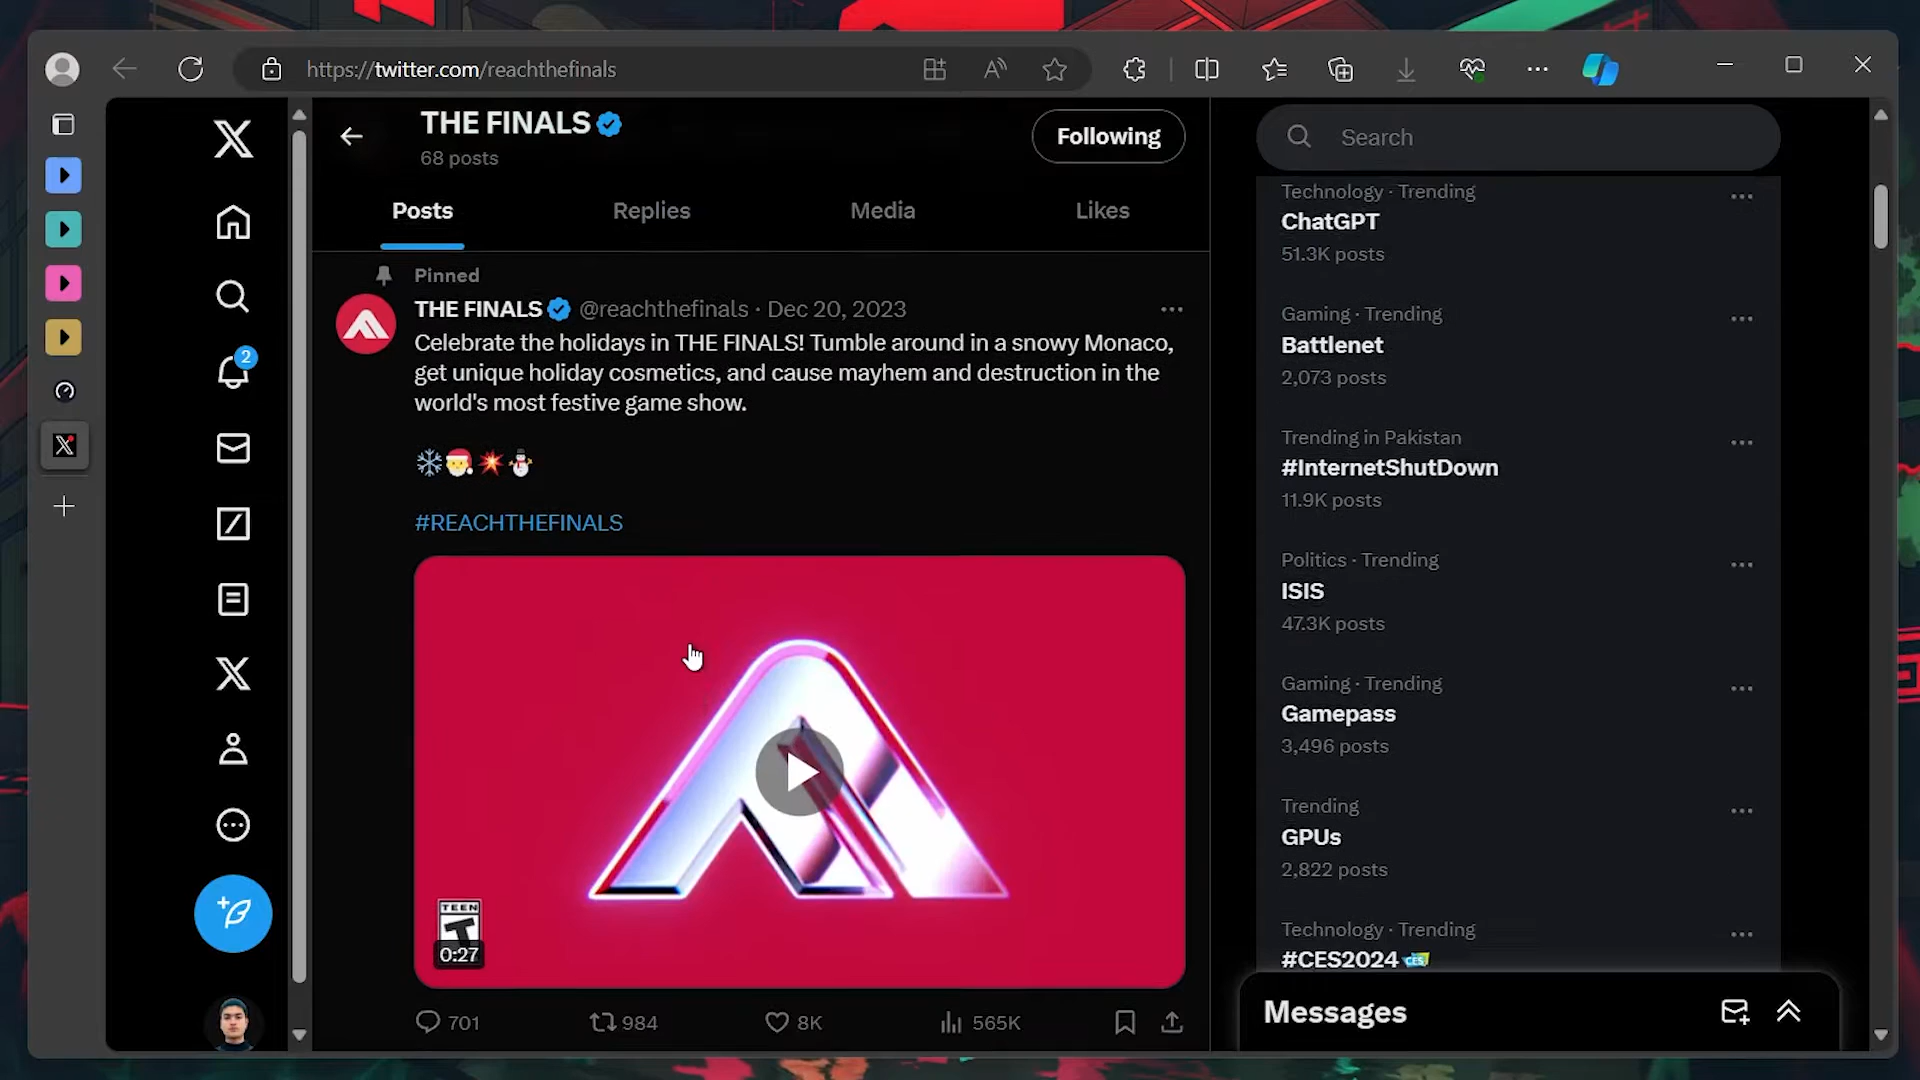 https://twitter.com/reachthefinals
THE FINALS
68 posts
Following
Posts
Replies
Media
Likes
Pinned
THE FINALS @reachthefinals · Dec 20, 2023
Celebrate the holidays in THE FINALS! Tumble around in a snowy Monaco,
get unique holiday cosmetics, and cause mayhem and destruction in the
world's most festive game show.
❄️🎅💥⛄
#REACHTHEFINALS
TEEN
T
0:27
701
984
8K
565K
2
Search
Technology · Trending
ChatGPT
51.3K posts
Gaming · Trending
Battlenet
2,073 posts
Trending in Pakistan
#InternetShutDown
11.9K posts
Politics · Trending
ISIS
47.3K posts
Gaming · Trending
Gamepass
3,496 posts
Trending
GPUs
2,822 posts
Technology · Trending
#CES2024 CES
Messages